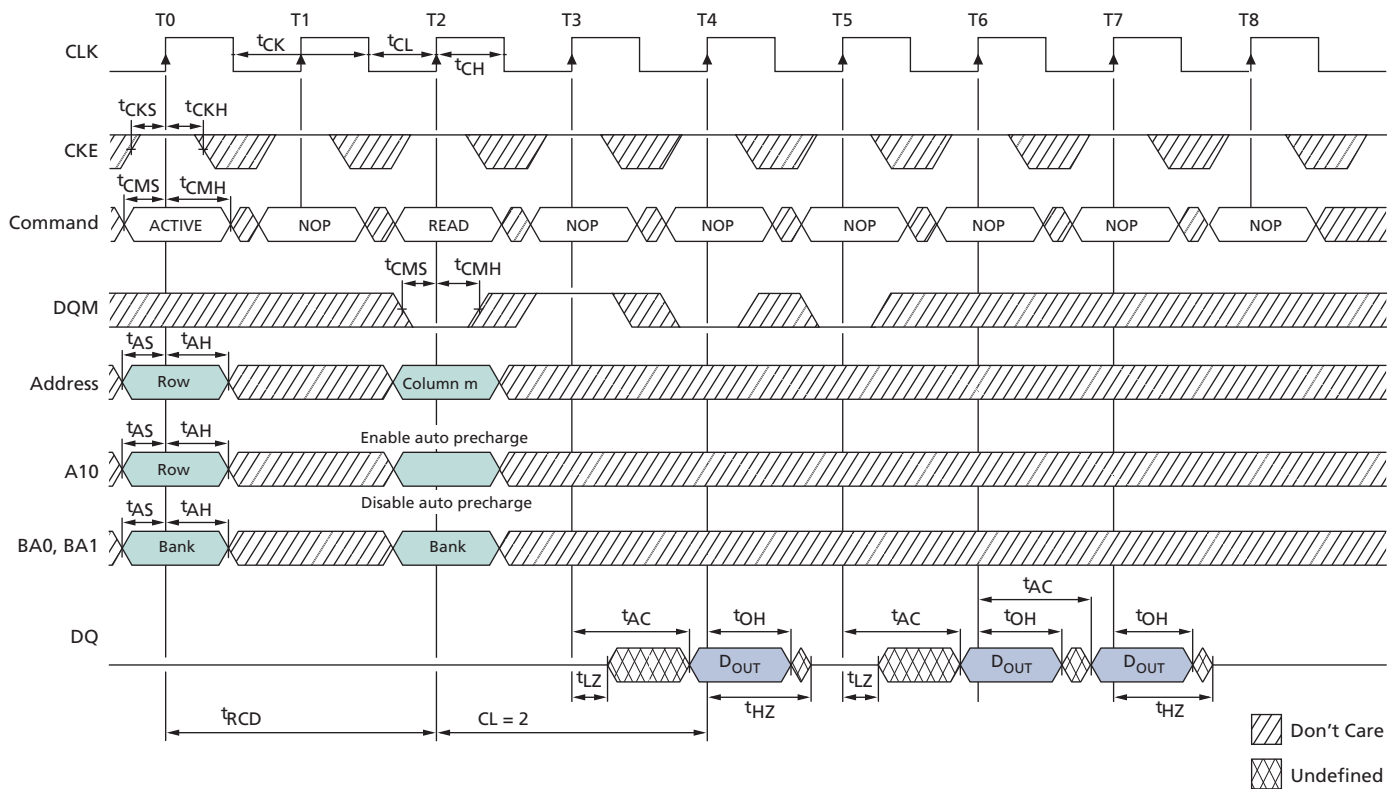 T0 T1 T2 T3 T4 T5 T6 T7 T8
CLK
tCK tCL
tCH
tCKS tCKH
CKE
tCMS tCMH
Command ACTIVE NOP READ NOP NOP NOP NOP NOP NOP
tCMS tCMH
DQM
tAS tAH
Address Row Column m
tAS tAH Enable auto precharge
A10 Row
Disable auto precharge
tAS tAH
BA0, BA1 Bank Bank
tAC
tAC tOH tAC tOH tOH
DQ
DOUT DOUT DOUT
tLZ tLZ
tHZ tHZ
tRCD CL = 2
Don't Care
Undefined